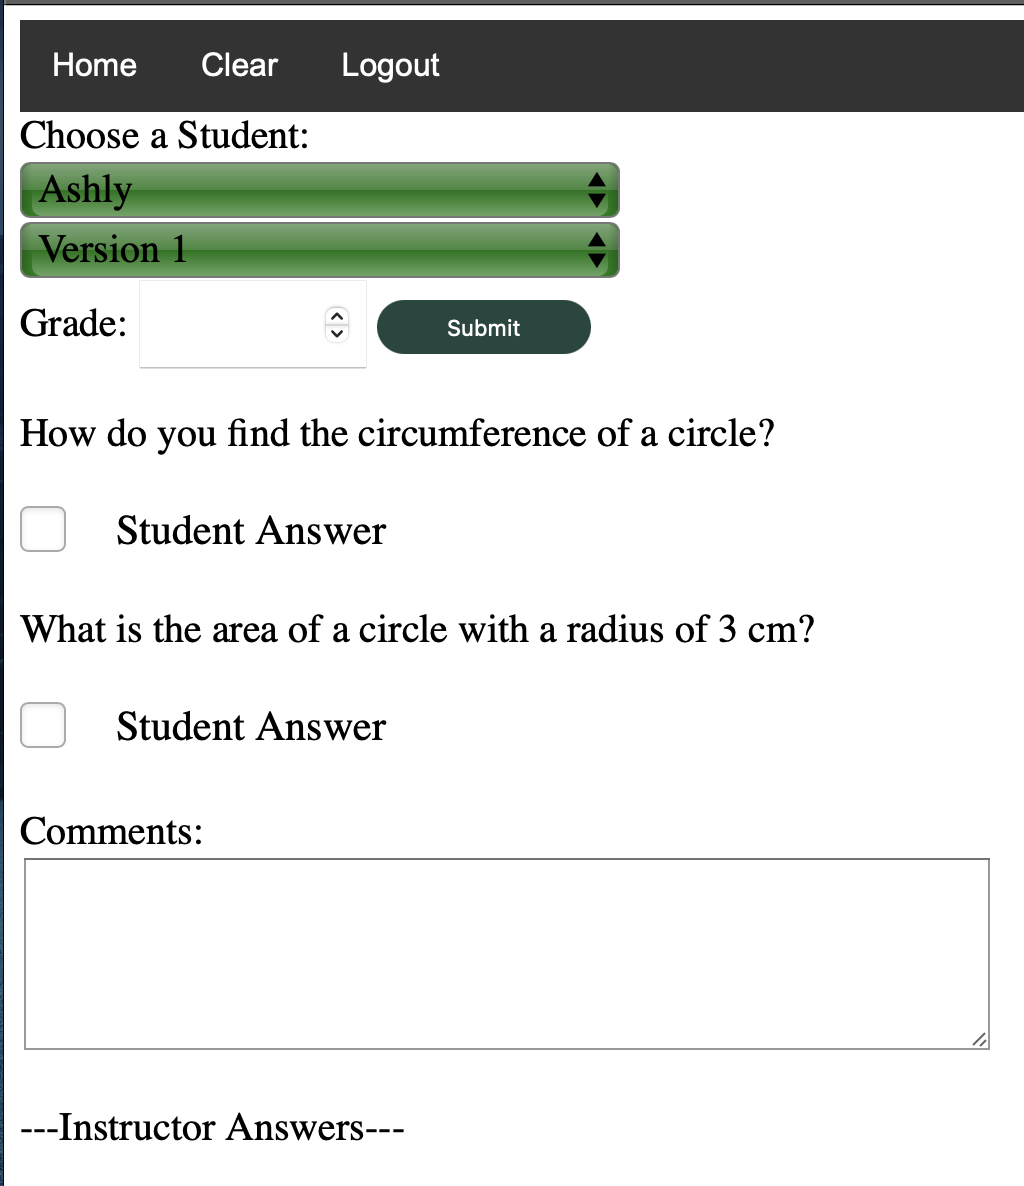 Home Clear Logout
Choose a Student:
Ashly
Version 1
Grade: Submit
How do you find the circumference of a circle?
Student Answer
What is the area of a circle with a radius of 3 cm?
Student Answer
Comments:
---Instructor Answers---